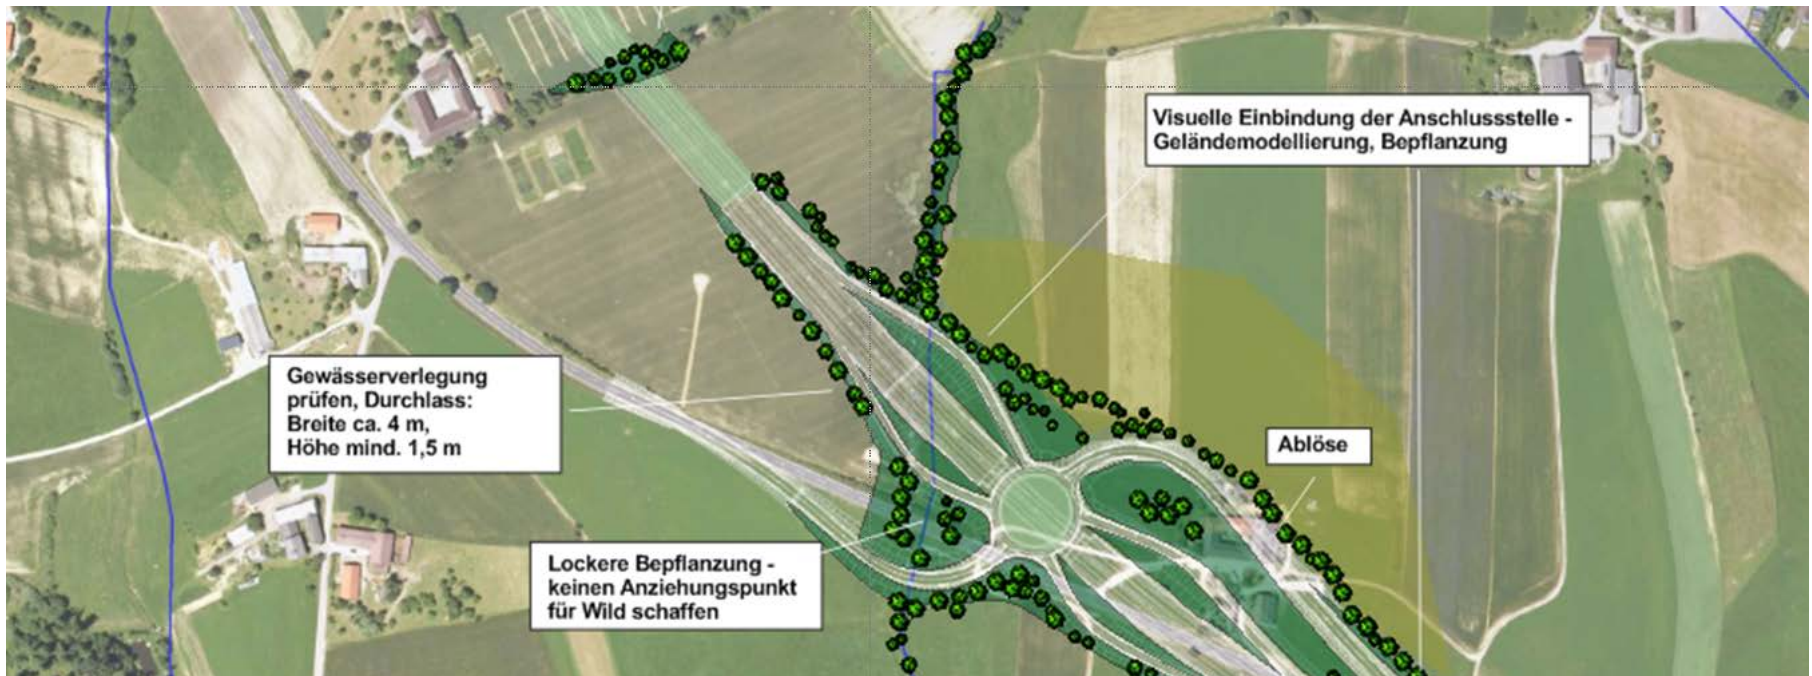 Visuelle Einbindung der Anschlussstelle -
Geländemodellierung, Bepflanzung
Gewässerverlegung
prüfen, Durchlass:
Breite ca. 4 m,
Höhe mind. 1,5 m
Ablöse
Lockere Bepflanzung -
keinen Anziehungspunkt
für Wild schaffen